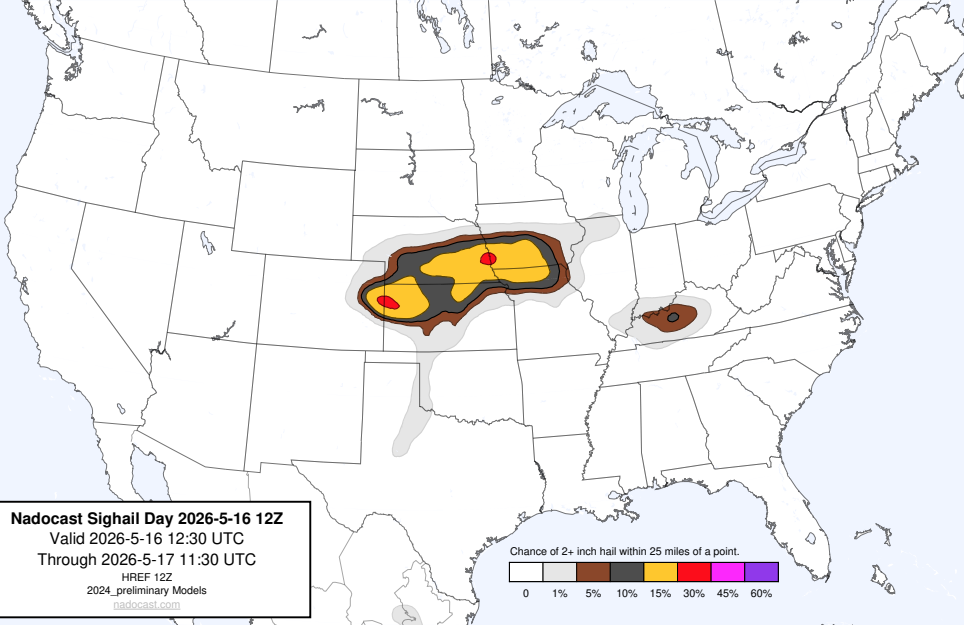 Nadocast Sighail Day 2026-5-16 12Z
Valid 2026-5-16 12:30 UTC
Through 2026-5-17 11:30 UTC
HREF 12Z
2024_preliminary Models
nadocast.com
Chance of 2+ inch hail within 25 miles of a point.
0 1% 5% 10% 15% 30% 45% 60%